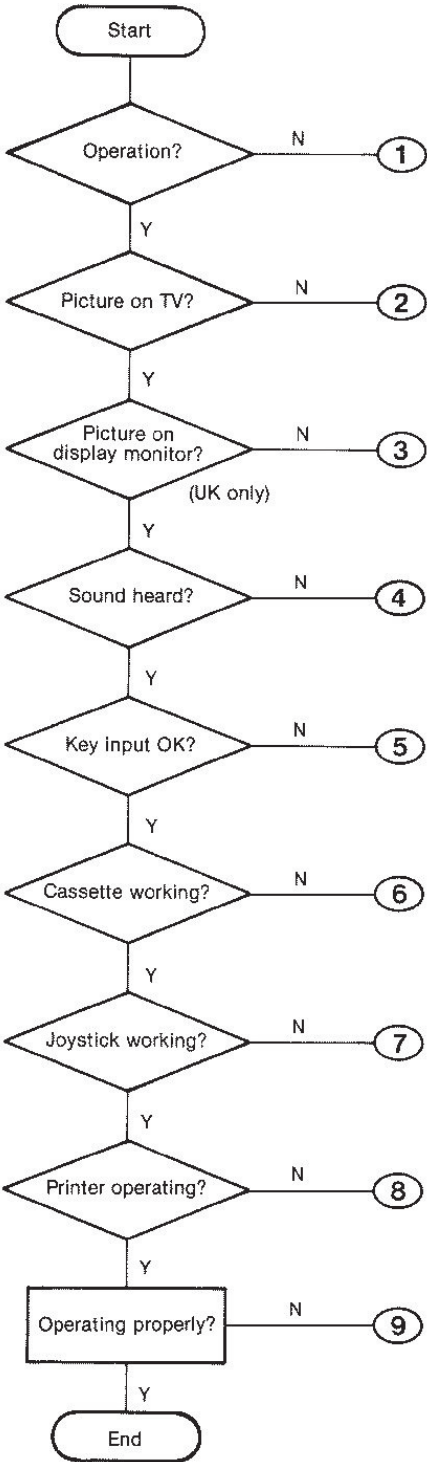 Start
Operation?
N
1
Y
Picture on TV?
N
2
Y
Picture on
display monitor?
N
3
(UK only)
Y
Sound heard?
N
4
Y
Key input OK?
N
5
Y
Cassette working?
N
6
Y
Joystick working?
N
7
Y
Printer operating?
N
8
Y
Operating properly?
N
9
Y
End